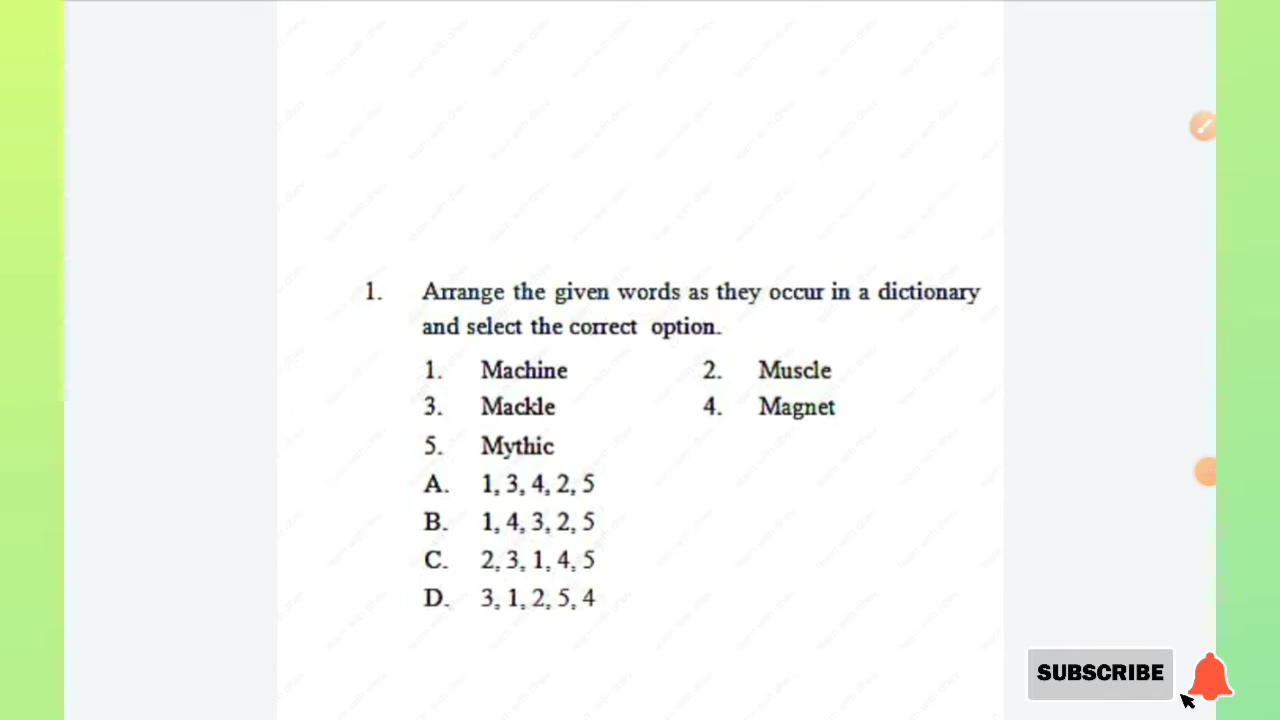 1. Arrange the given words as they occur in a dictionary
and select the correct option.
1. Machine 2. Muscle
3. Mackle 4. Magnet
5. Mythic
A. 1, 3, 4, 2, 5
B. 1, 4, 3, 2, 5
C. 2, 3, 1, 4, 5
D. 3, 1, 2, 5, 4
SUBSCRIBE